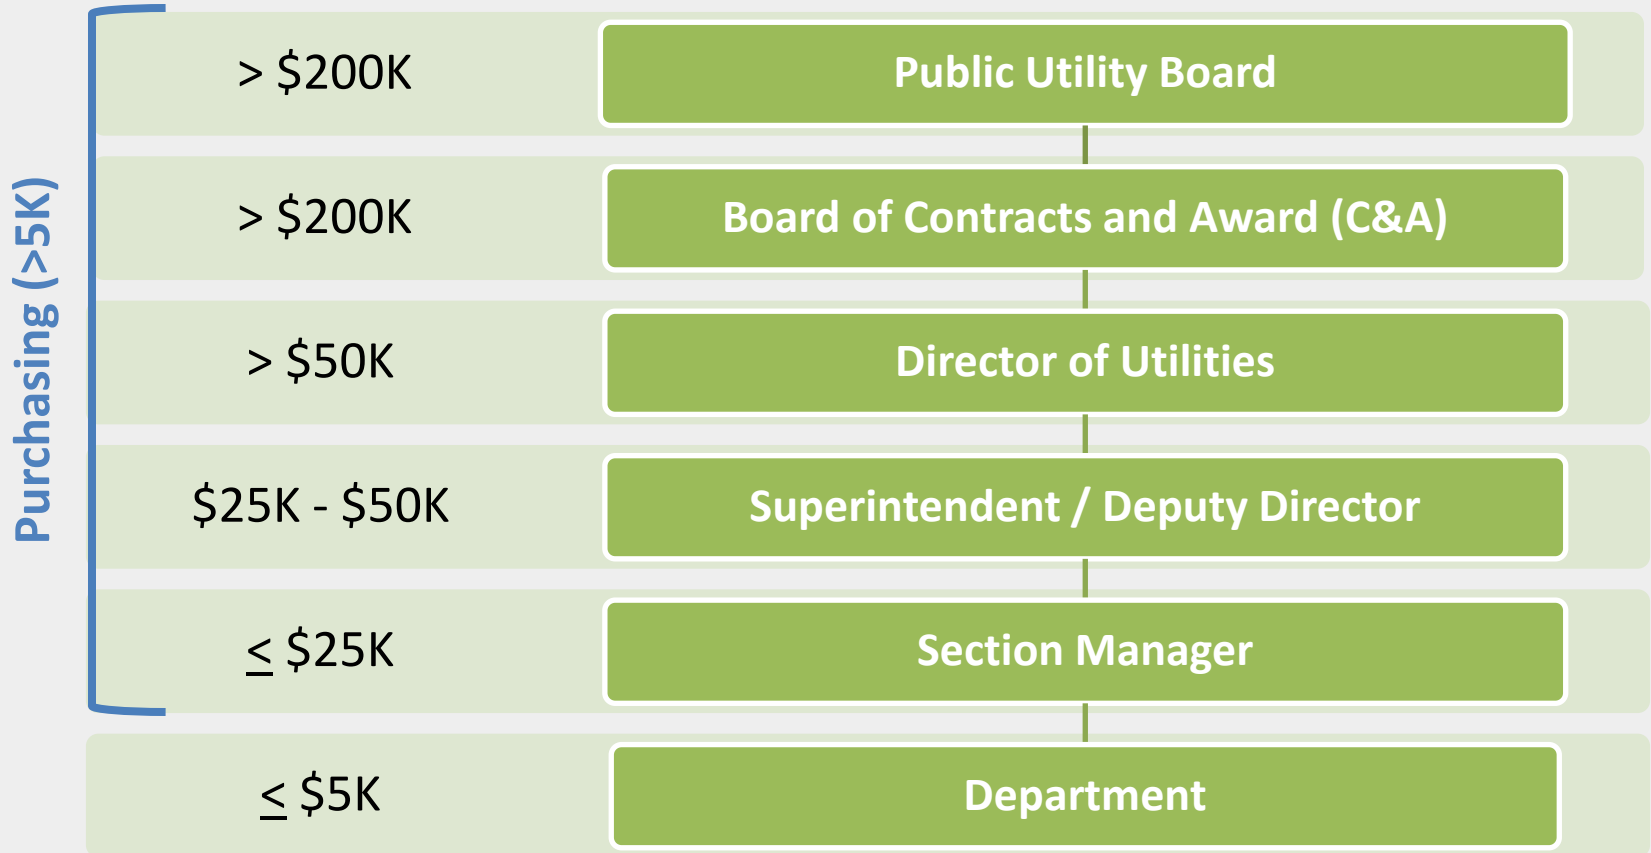 Purchasing (>5K)
> $200K
Public Utility Board
> $200K
Board of Contracts and Award (C&A)
> $50K
Director of Utilities
$25K - $50K
Superintendent / Deputy Director
≤ $25K
Section Manager
≤ $5K
Department